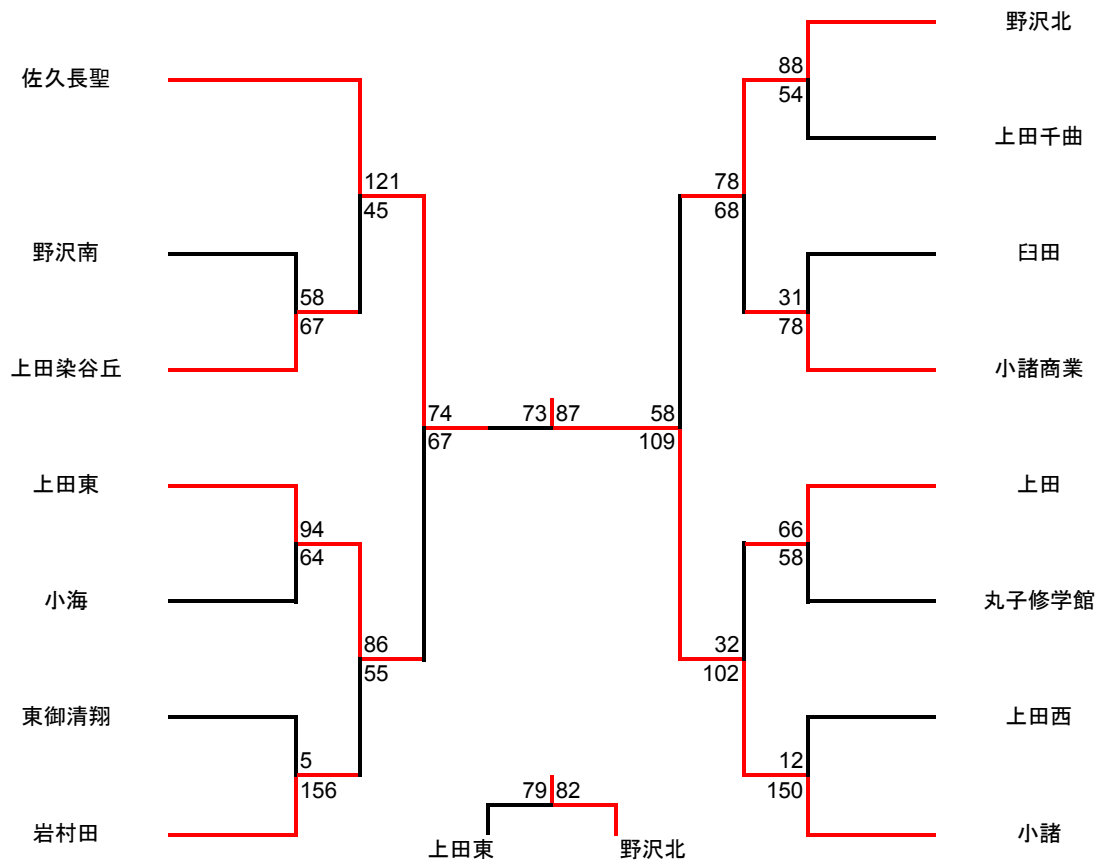 野沢北
佐久長聖
88
54
上田千曲
121
45
78
68
野沢南
臼田
58
67
31
78
上田染谷丘
小諸商業
74
67
73 87
58
109
上田東
上田
94
64
66
58
小海
丸子修学館
86
55
32
102
東御清翔
上田西
5
156
12
150
79 82
岩村田
小諸
上田東
野沢北